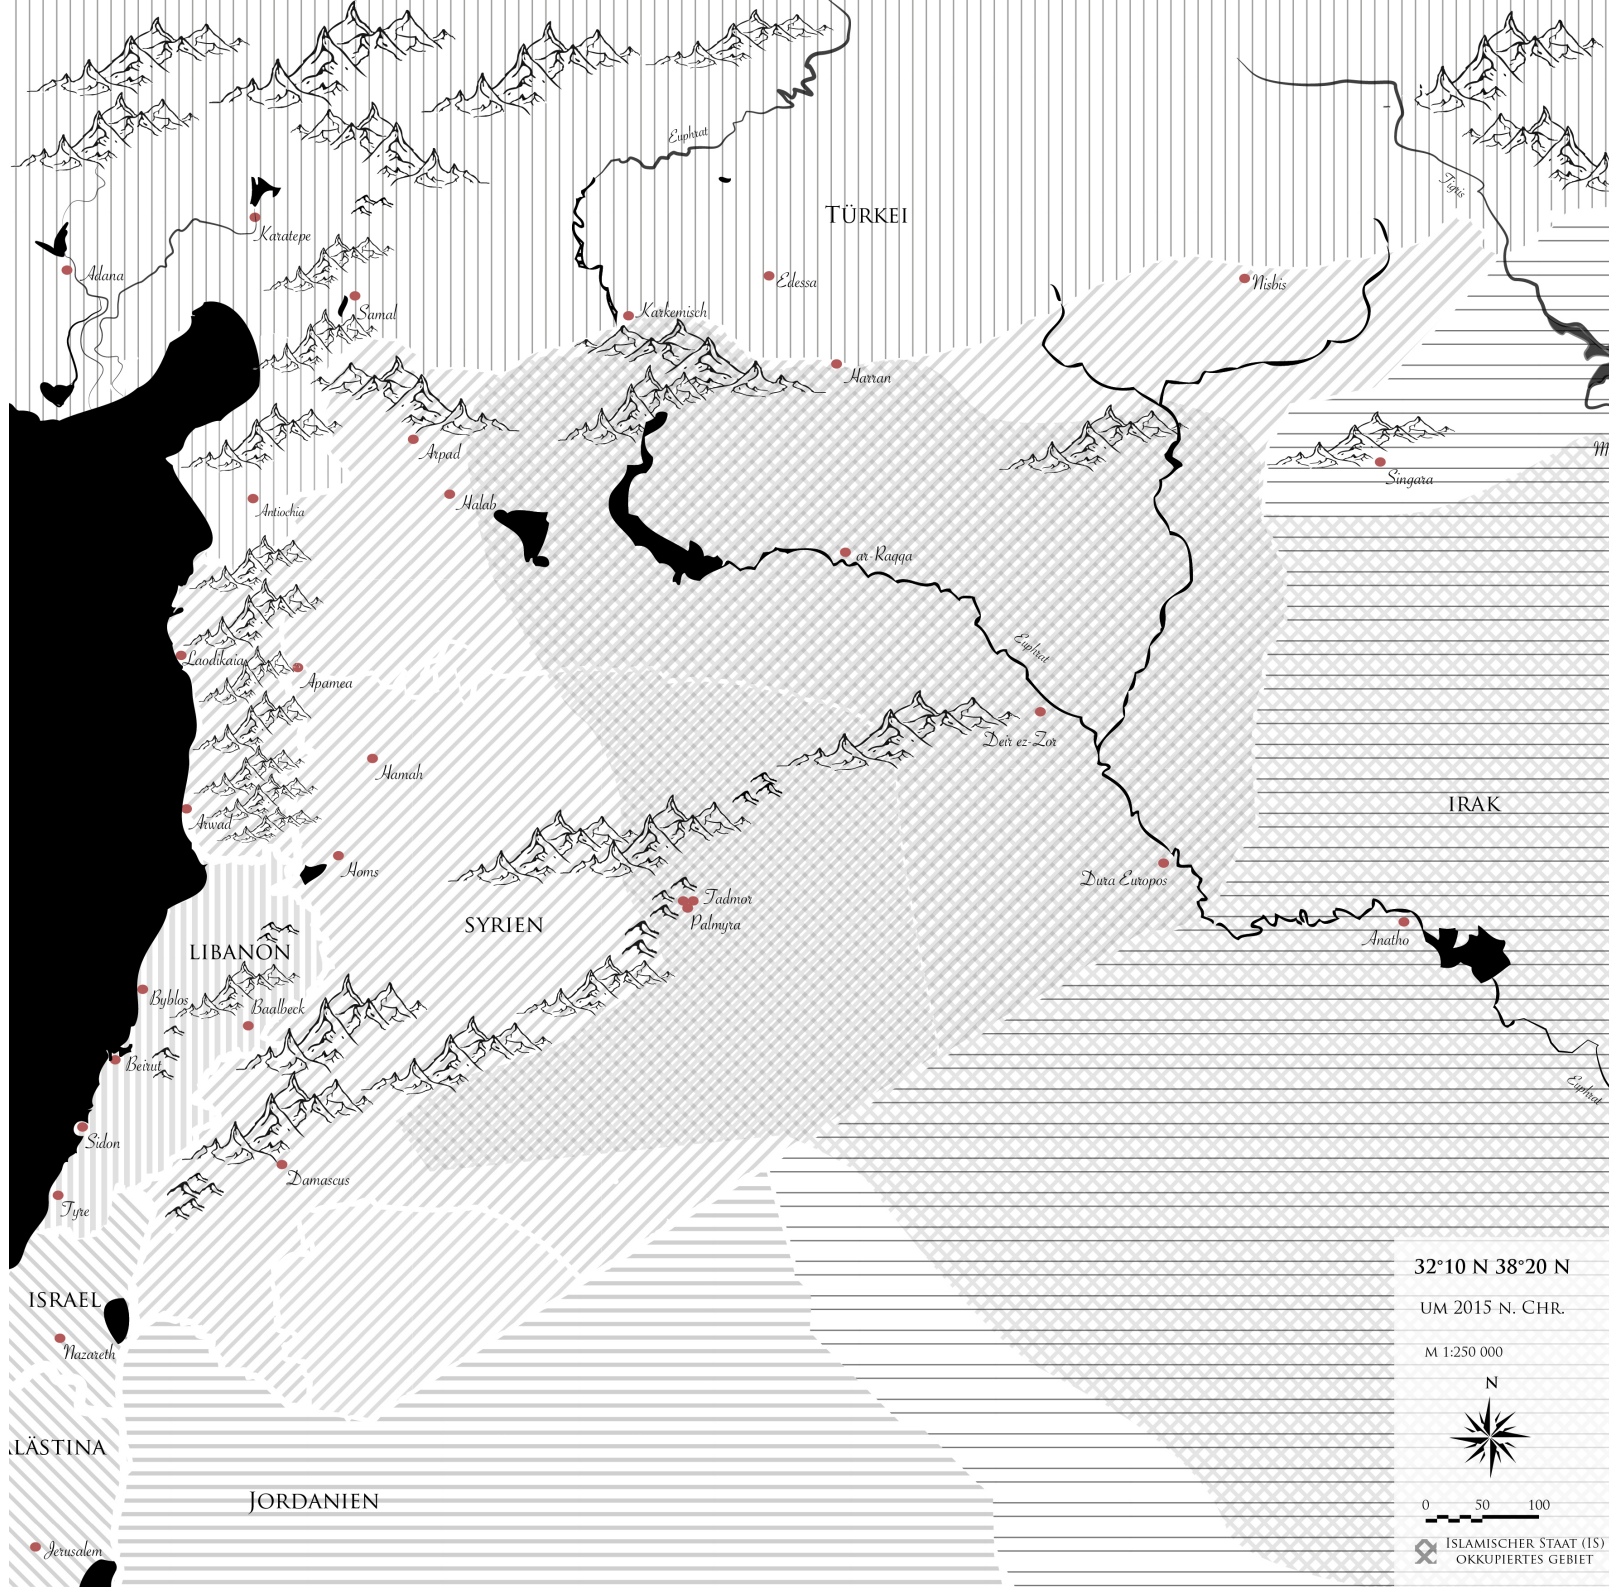 Euphrat
Tigris
TÜRKEI
Karatepe
Adana
Edessa
Nisbis
Samal
Karkemisch
Harran
Arpad
Singara
M
Halab
Antiochia
ar-Raqqa
Euphrat
Laodikaia
Apamea
Deir ez-Zor
Hamah
IRAK
Arwad
Homs
Dura Europos
Tadmor
Palmyra
SYRIEN
Anatho
LIBANON
Byblos
Baalbeck
Beirut
Euphrat
Sidon
Damascus
Tyre
32°10 N 38°20 N
ISRAEL
UM 2015 N. CHR.
Nazareth
M 1:250 000
N
LÄSTINA
JORDANIEN
0 50 100
Jerusalem
ISLAMISCHER STAAT (IS)
OKKUPIERTES GEBIET